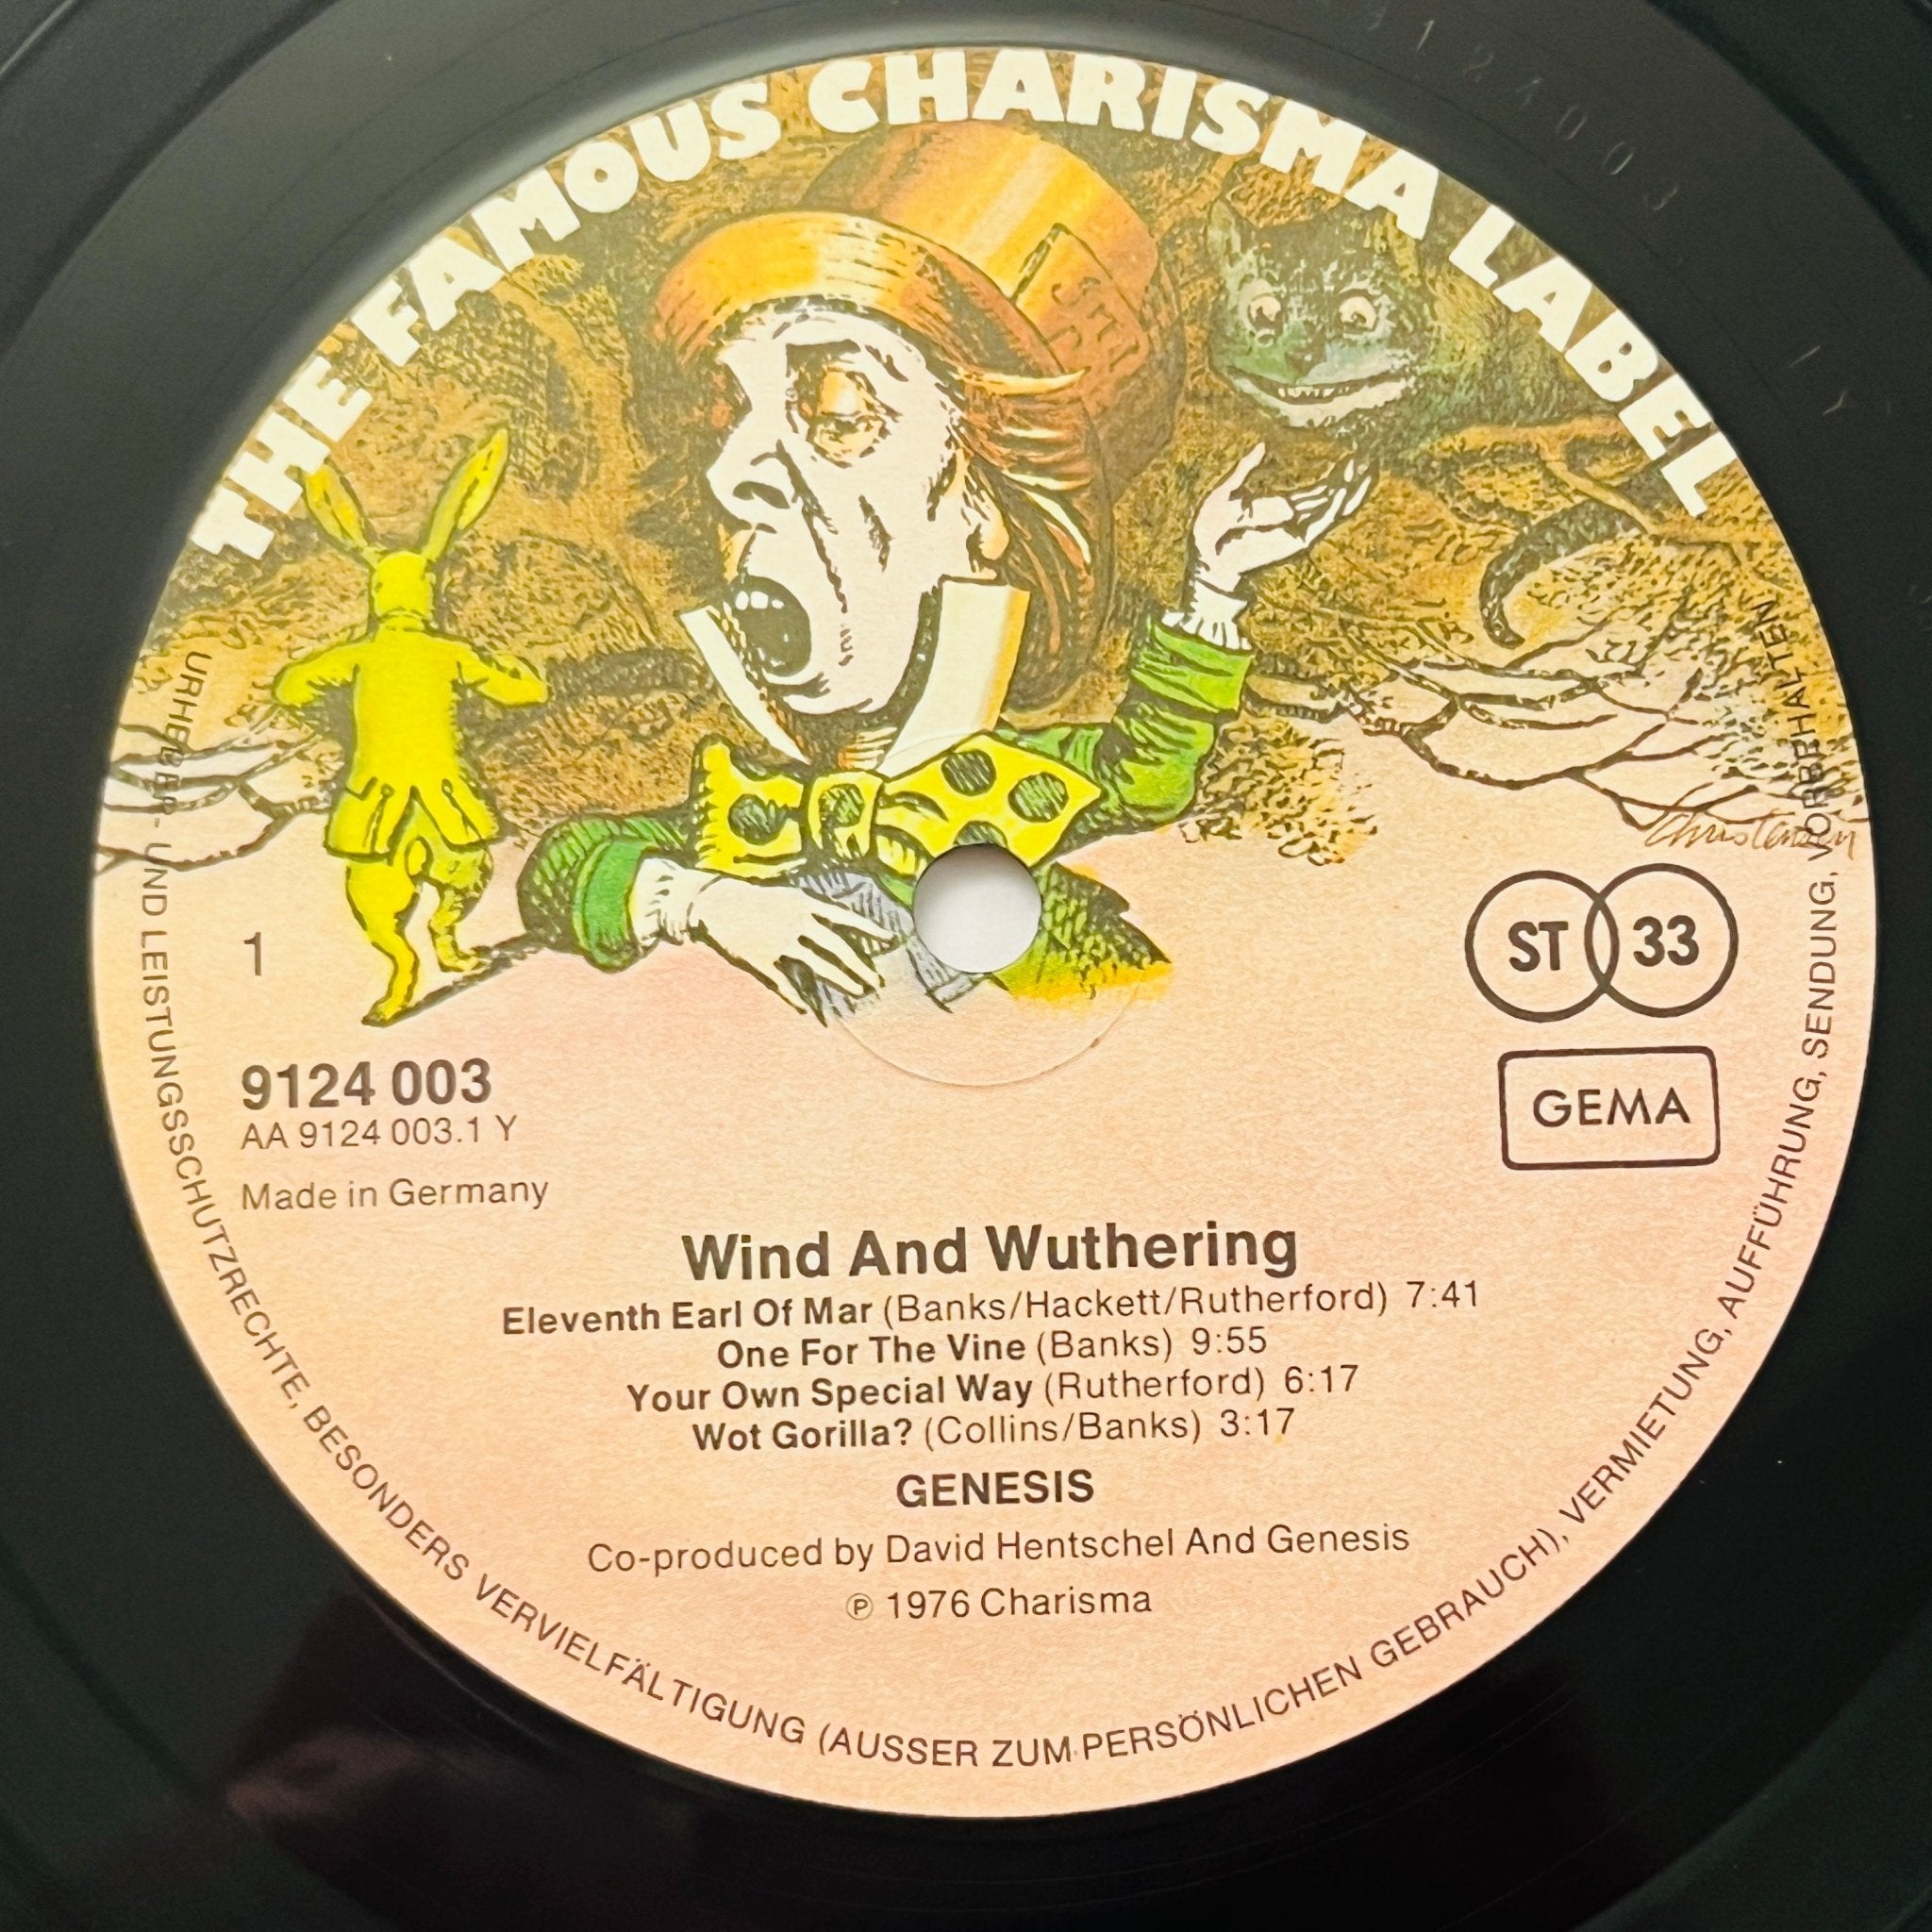 THE FAMOUS CHARISMA LABEL
Christensen
1
ST 33
9124 003
AA 9124 003.1 Y
GEMA
Made in Germany
Wind And Wuthering
Eleventh Earl Of Mar (Banks/Hackett/Rutherford) 7:41
One For The Vine (Banks) 9:55
Your Own Special Way (Rutherford) 6:17
Wot Gorilla? (Collins/Banks) 3:17
GENESIS
Co-produced by David Hentschel And Genesis
℗ 1976 Charisma
URHEBER- UND LEISTUNGSSCHUTZRECHTE, BESONDERS VERVIELFÄLTIGUNG (AUSSER ZUM PERSÖNLICHEN GEBRAUCH), VERMIETUNG, AUFFÜHRUNG, SENDUNG, VORBEHALTEN